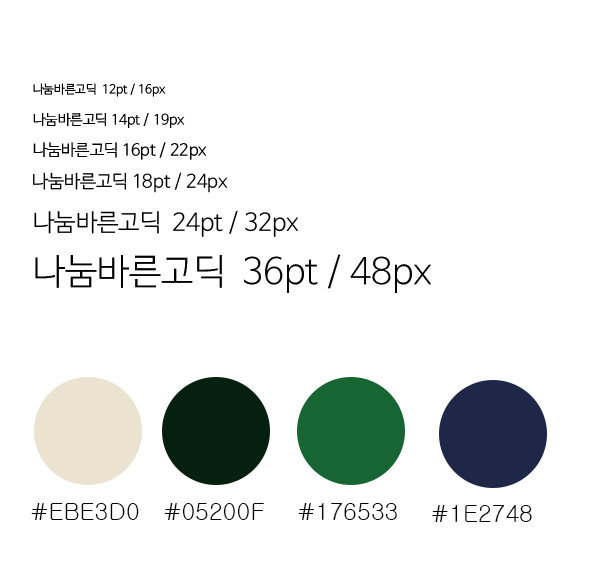 나눔바른고딕 12pt / 16px
나눔바른고딕 14pt / 19px
나눔바른고딕 16pt / 22px
나눔바른고딕 18pt / 24px
나눔바른고딕 24pt / 32px
나눔바른고딕 36pt / 48px
#EBE3D0 #05200F #176533 #1E2748